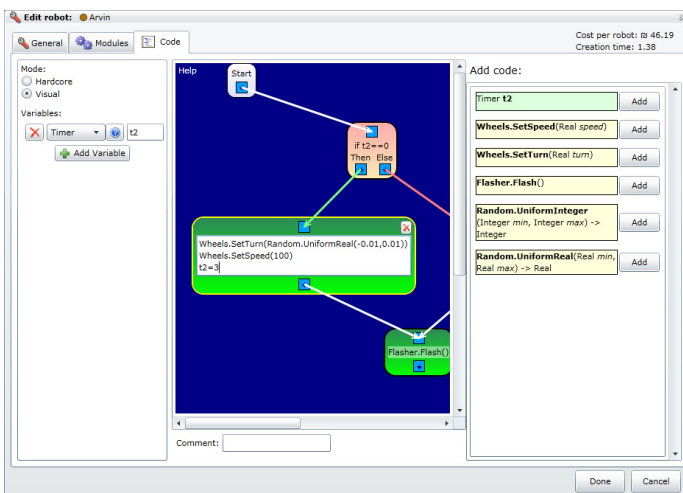 Edit robot: Arvin
General
Modules
Code
Cost per robot: ₪ 46.19
Creation time: 1.38
Mode:
Hardcore
Visual
Variables:
Timer
t2
Add Variable
Help
Start
if t2==0
Then Else
Wheels.SetTurn(Random.UniformReal(-0.01,0.01))
Wheels.SetSpeed(100)
t2=3
Flasher.Flash()
Comment:
Add code:
Timer t2
Add
Wheels.SetSpeed(Real speed)
Add
Wheels.SetTurn(Real turn)
Add
Flasher.Flash()
Add
Random.UniformInteger
(Integer min, Integer max) ->
Integer
Add
Random.UniformReal(Real min,
Real max) -> Real
Add
Done
Cancel